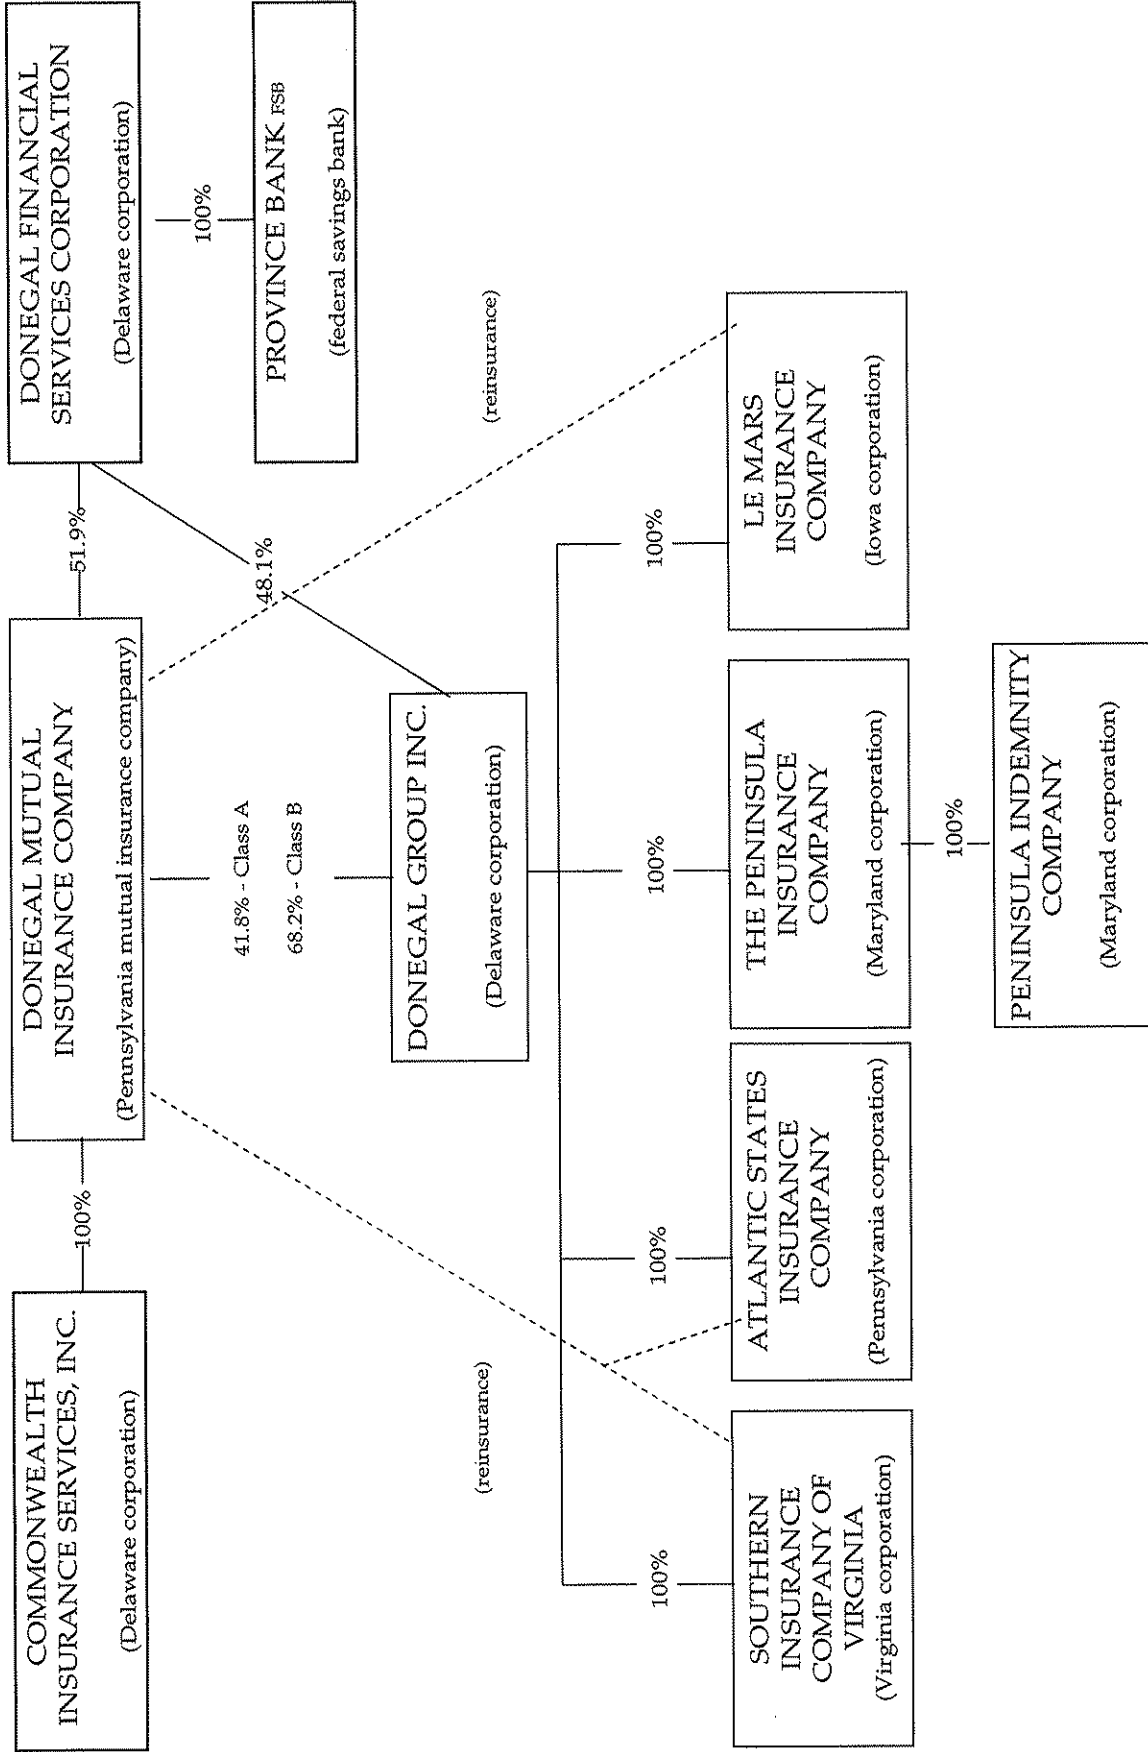 COMMONWEALTH
INSURANCE SERVICES, INC.
(Delaware corporation)
100%
DONEGAL MUTUAL
INSURANCE COMPANY
(Pennsylvania mutual insurance company)
51.9%
DONEGAL FINANCIAL
SERVICES CORPORATION
(Delaware corporation)
100%
PROVINCE BANK FSB
(federal savings bank)
41.8% - Class A
68.2% - Class B
48.1%
DONEGAL GROUP INC.
(Delaware corporation)
(reinsurance)
(reinsurance)
100%
100%
100%
100%
SOUTHERN
INSURANCE
COMPANY OF
VIRGINIA
(Virginia corporation)
ATLANTIC STATES
INSURANCE
COMPANY
(Pennsylvania corporation)
THE PENINSULA
INSURANCE
COMPANY
(Maryland corporation)
LE MARS
INSURANCE
COMPANY
(Iowa corporation)
100%
PENINSULA INDEMNITY
COMPANY
(Maryland corporation)